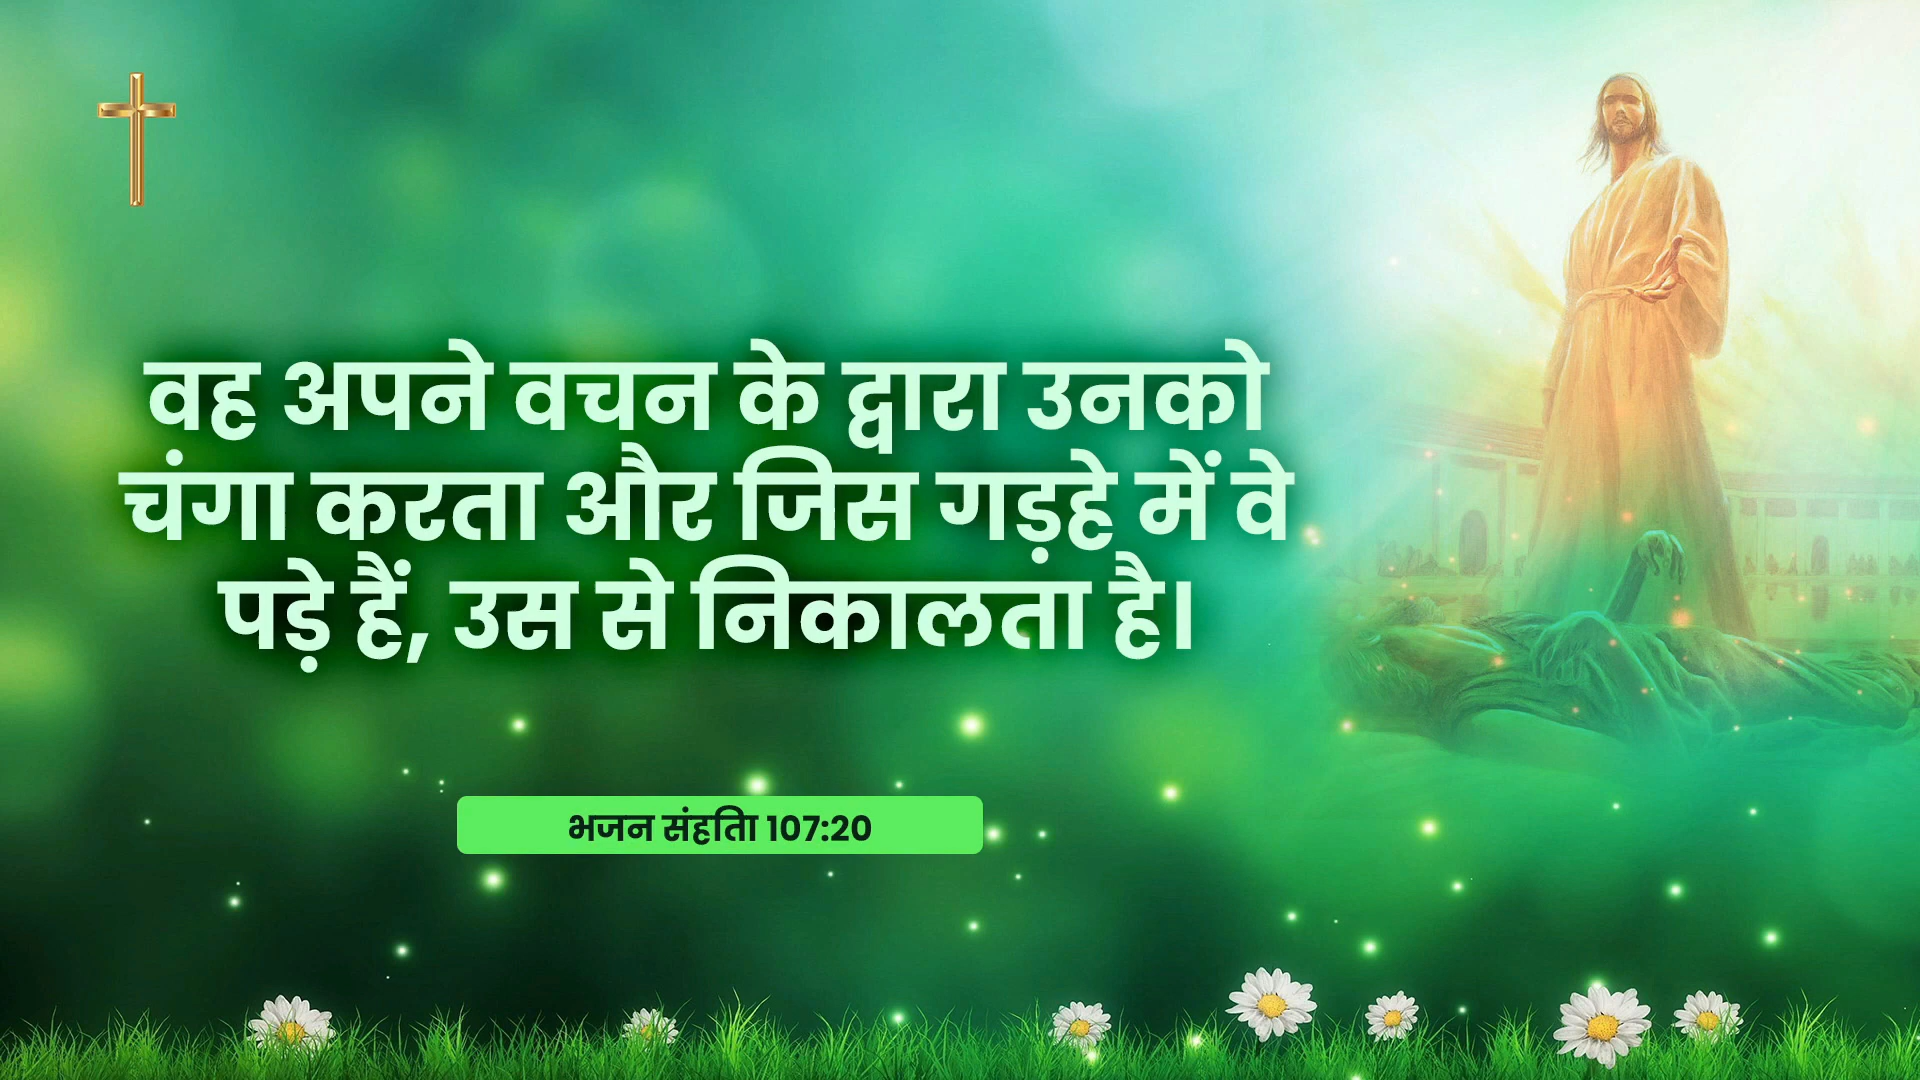 वह अपने वचन के द्वारा उनको
चंगा करता और जिस गड़हे में वे
पड़े हैं, उस से निकालता है।
भजन संहिता 107:20